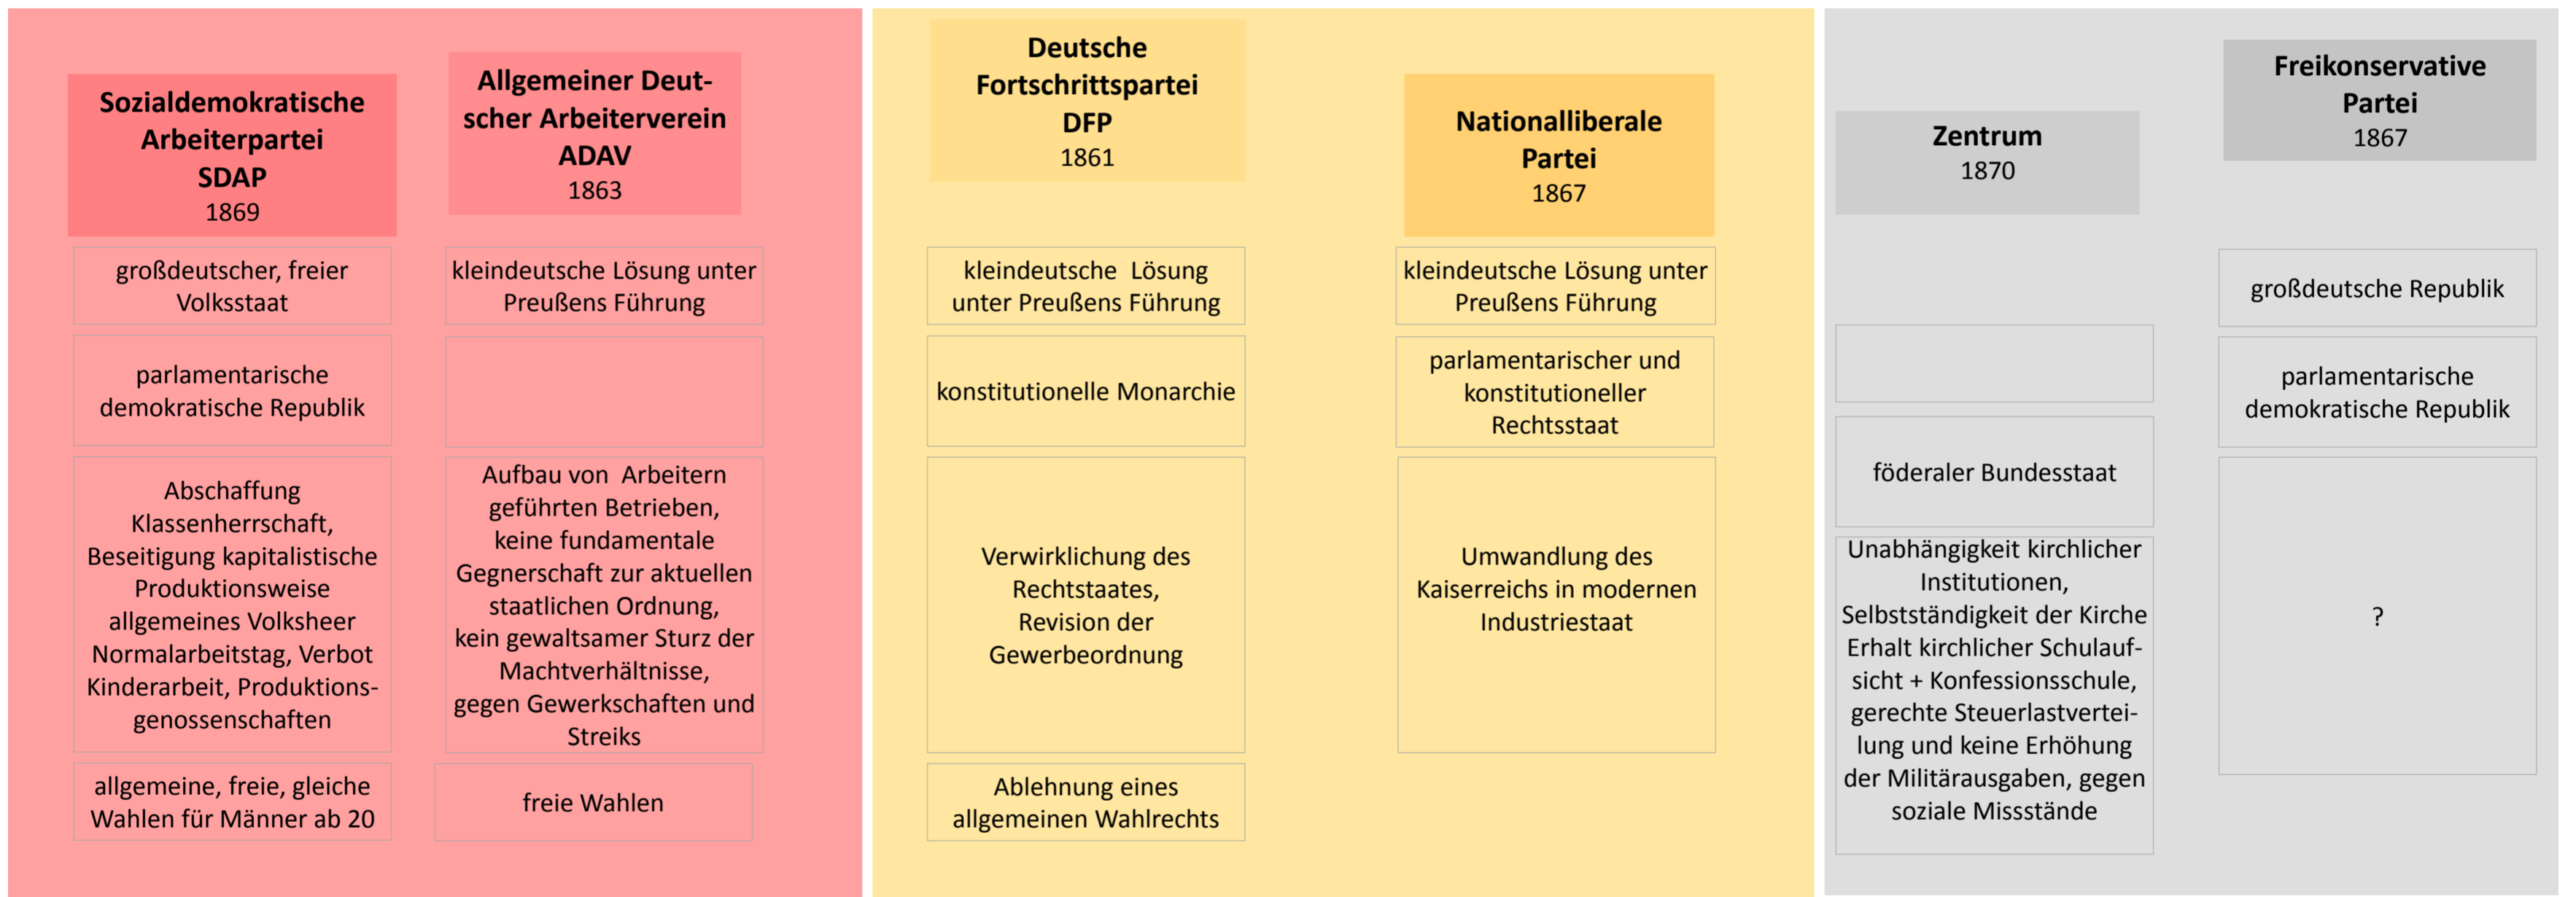 Sozialdemokratische
Arbeiterpartei
SDAP
1869
großdeutscher, freier
Volksstaat
parlamentarische
demokratische Republik
Abschaffung
Klassenherrschaft,
Beseitigung kapitalistische
Produktionsweise
allgemeines Volksheer
Normalarbeitstag, Verbot
Kinderarbeit, Produktions-
genossenschaften
allgemeine, freie, gleiche
Wahlen für Männer ab 20
Allgemeiner Deut-
scher Arbeiterverein
ADAV
1863
kleindeutsche Lösung unter
Preußens Führung
Aufbau von Arbeitern
geführten Betrieben,
keine fundamentale
Gegnerschaft zur aktuellen
staatlichen Ordnung,
kein gewaltsamer Sturz der
Machtverhältnisse,
gegen Gewerkschaften und
Streiks
freie Wahlen
Deutsche
Fortschrittspartei
DFP
1861
kleindeutsche Lösung
unter Preußens Führung
konstitutionelle Monarchie
Verwirklichung des
Rechtstaates,
Revision der
Gewerbeordnung
Ablehnung eines
allgemeinen Wahlrechts
Nationalliberale
Partei
1867
kleindeutsche Lösung unter
Preußens Führung
parlamentarischer und
konstitutioneller
Rechtsstaat
Umwandlung des
Kaiserreichs in modernen
Industriestaat
Zentrum
1870
föderaler Bundesstaat
Unabhängigkeit kirchlicher
Institutionen,
Selbstständigkeit der Kirche
Erhalt kirchlicher Schulauf-
sicht + Konfessionsschule,
gerechte Steuerlastvertei-
lung und keine Erhöhung
der Militärausgaben, gegen
soziale Missstände
Freikonservative
Partei
1867
großdeutsche Republik
parlamentarische
demokratische Republik
?